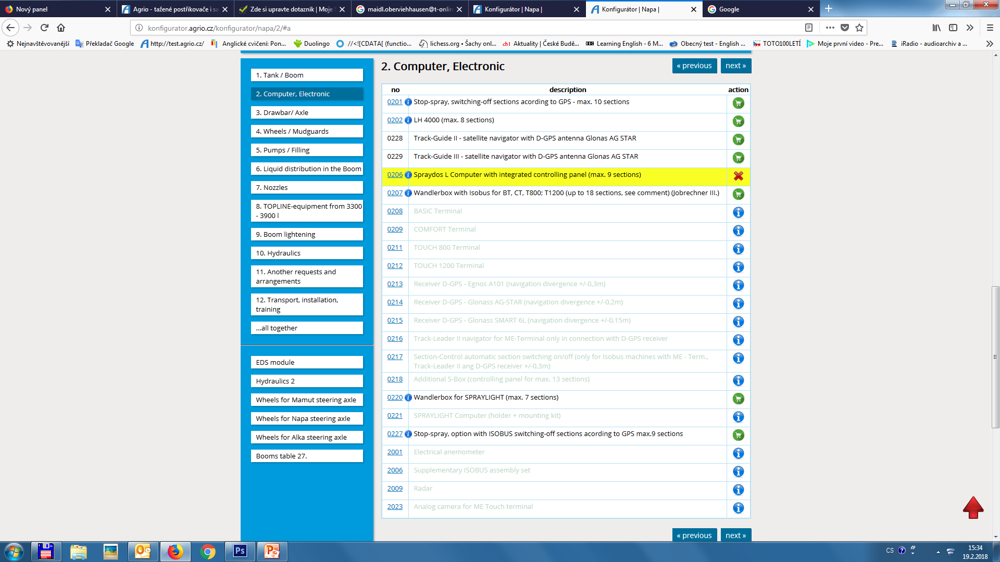 Nový panel
Agrio - tažené postřikovače i sa
Zde si upravte dotazník | Moje S
maidl.oberviehhausen@t-onlin
Konfigurátor | Napa |
Konfigurátor | Napa |
Google
konfigurator.agrio.cz/konfigurator/napa/2/#a
Nejnavštěvovanější
Překladač Google
http://test.agrio.cz/
Anglické cvičení: Pon...
Duolingo
//<![CDATA[ (functio...
lichess.org • Šachy onl...
cb1 Aktuality | České Budě...
BBC Learning English - 6 M...
Obecný test - English ...
TOTO100LETÍ
Moje první video - Pre...
iRadio - audioarchiv a ...
1. Tank / Boom
2. Computer, Electronic
3. Drawbar/ Axle
4. Wheels / Mudguards
5. Pumps / Filling
6. Liquid distribution in the Boom
7. Nozzles
8. TOPLINE-equipment from 3300
- 3900 l
9. Boom lightening
10. Hydraulics
11. Another requests and
arrangements
12. Transport, installation,
training
...all together
EDS module
Hydraulics 2
Wheels for Mamut steering axle
Wheels for Napa steering axle
Wheels for Alka steering axle
Booms table 27.
2. Computer, Electronic
« previous next »
no description action
0201 Stop-spray, switching-off sections acording to GPS - max. 10 sections
0202 LH 4000 (max. 8 sections)
0228 Track-Guide II - satellite navigator with D-GPS antenna Glonas AG STAR
0229 Track-Guide III - satellite navigator with D-GPS antenna Glonas AG STAR
0206 Spraydos L Computer with integrated controlling panel (max. 9 sections)
0207 Wandlerbox with Isobus for BT, CT, T800; T1200 (up to 18 sections, see comment) (Jobrechner III.)
0208 BASIC Terminal
0209 COMFORT Terminal
0211 TOUCH 800 Terminal
0212 TOUCH 1200 Terminal
0213 Receiver D-GPS - Egnos A101 (navigation divergence +/-0,3m)
0214 Receiver D-GPS - Glonass AG-STAR (navigation divergence +/-0,2m)
0215 Receiver D-GPS - Glonass SMART 6L (navigation divergence +/-0,15m)
0216 Track-Leader II navigator for ME-Terminal only in connection with D-GPS receiver
0217 Section-Control automatic section switching on/off (only for Isobus machines with ME - Term.,
Track-Leader II ang D-GPS receiver +/-0,3m)
0218 Additional S-Box (controlling panel for max. 13 sections)
0220 Wandlerbox for SPRAYLIGHT (max. 7 sections)
0221 SPRAYLIGHT Computer (holder + mounting kit)
0227 Stop-spray, option with ISOBUS switching-off sections acording to GPS max.9 sections
2001 Electrical anemometer
2006 Supplementary ISOBUS assembly set
2009 Radar
2023 Analog camera for ME Touch terminal
« previous next »
Ps
CS
15:34
19.2.2018